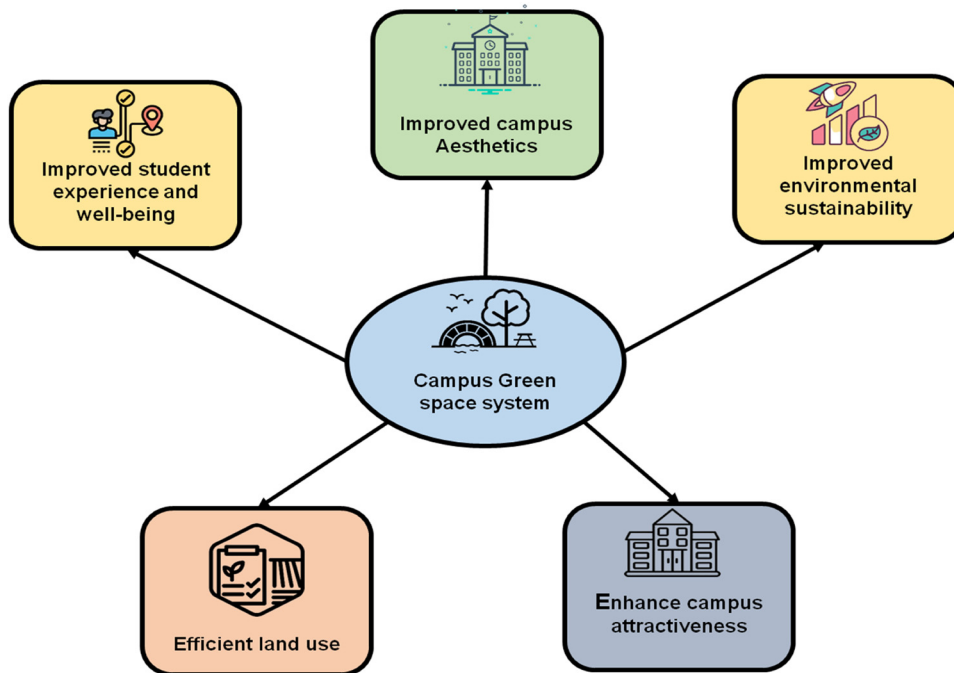 Improved campus
Aesthetics
Improved student
experience and
well-being
Improved
environmental
sustainability
Campus Green
space system
Efficient land use
Enhance campus
attractiveness